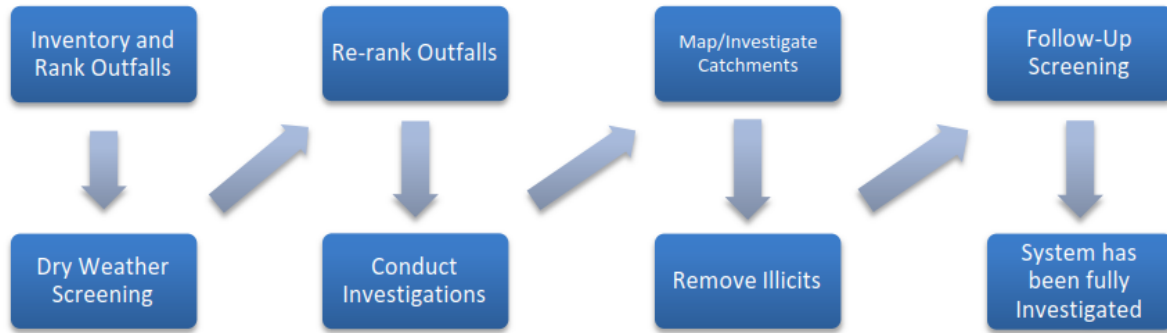 Inventory and
Rank Outfalls
Dry Weather
Screening
Re-rank Outfalls
Conduct
Investigations
Map/Investigate
Catchments
Remove Illicits
Follow-Up
Screening
System has
been fully
Investigated